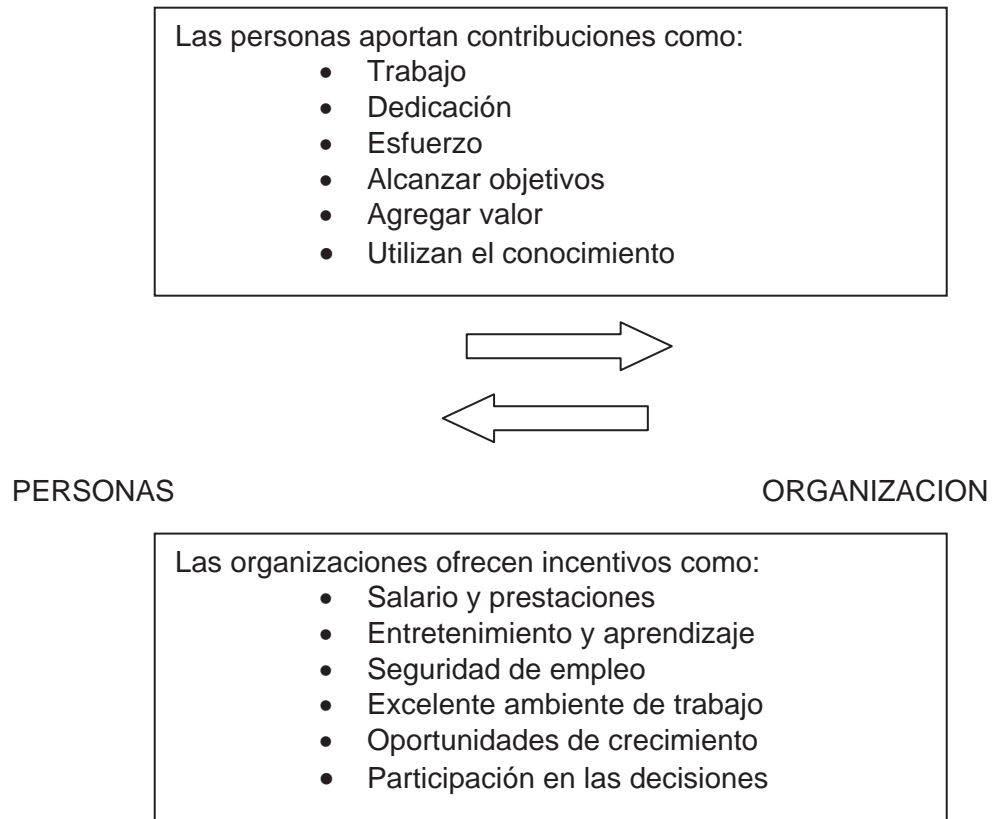 Las personas aportan contribuciones como:
• Trabajo
• Dedicación
• Esfuerzo
• Alcanzar objetivos
• Agregar valor
• Utilizan el conocimiento
PERSONAS ORGANIZACION
Las organizaciones ofrecen incentivos como:
• Salario y prestaciones
• Entretenimiento y aprendizaje
• Seguridad de empleo
• Excelente ambiente de trabajo
• Oportunidades de crecimiento
• Participación en las decisiones